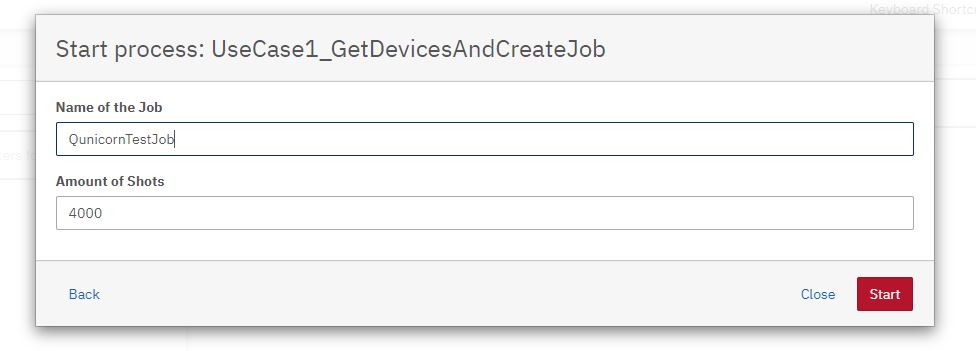 Keyboard Shortc
Start process: UseCase1_GetDevicesAndCreateJob
Name of the Job
QunicornTestJob
Amount of Shots
4000
Back
Close
Start